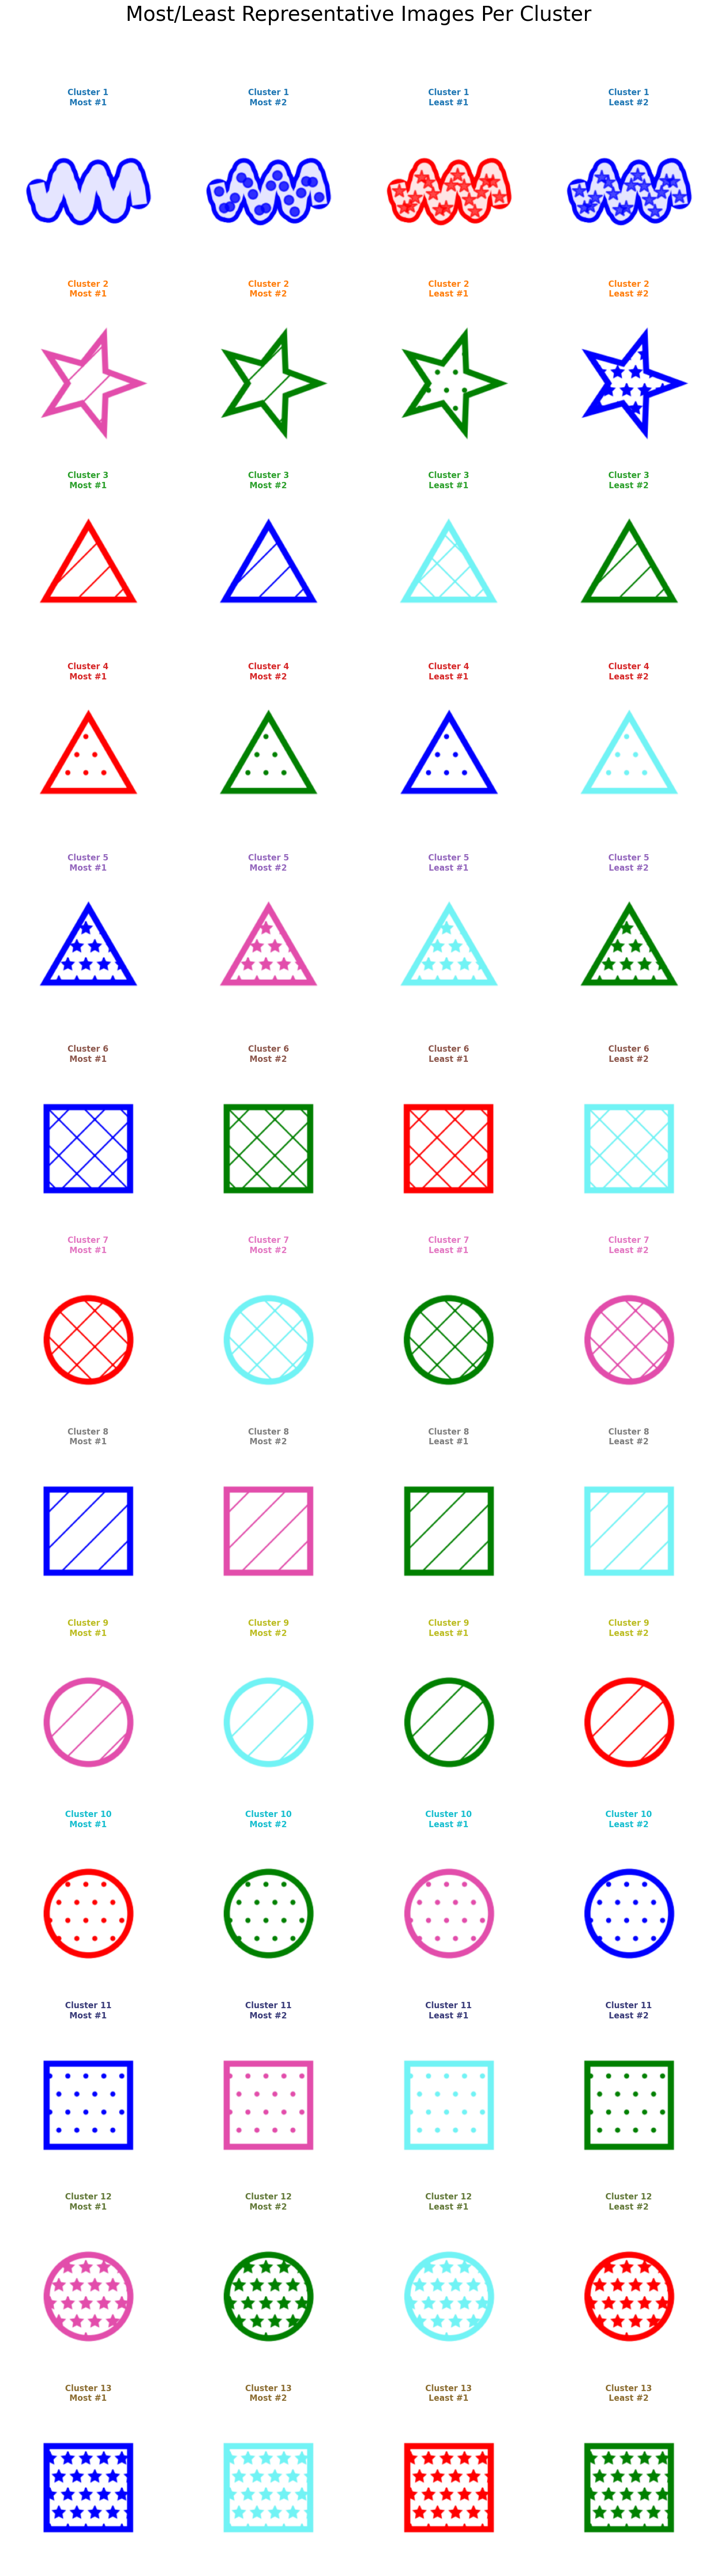 Most/Least Representative Images Per Cluster
Cluster 1 Cluster 1 Cluster 1 Cluster 1
Most #1 Most #2 Least #1 Least #2
Cluster 2 Cluster 2 Cluster 2 Cluster 2
Most #1 Most #2 Least #1 Least #2
Cluster 3 Cluster 3 Cluster 3 Cluster 3
Most #1 Most #2 Least #1 Least #2
Cluster 4 Cluster 4 Cluster 4 Cluster 4
Most #1 Most #2 Least #1 Least #2
Cluster 5 Cluster 5 Cluster 5 Cluster 5
Most #1 Most #2 Least #1 Least #2
Cluster 6 Cluster 6 Cluster 6 Cluster 6
Most #1 Most #2 Least #1 Least #2
Cluster 7 Cluster 7 Cluster 7 Cluster 7
Most #1 Most #2 Least #1 Least #2
Cluster 8 Cluster 8 Cluster 8 Cluster 8
Most #1 Most #2 Least #1 Least #2
Cluster 9 Cluster 9 Cluster 9 Cluster 9
Most #1 Most #2 Least #1 Least #2
Cluster 10 Cluster 10 Cluster 10 Cluster 10
Most #1 Most #2 Least #1 Least #2
Cluster 11 Cluster 11 Cluster 11 Cluster 11
Most #1 Most #2 Least #1 Least #2
Cluster 12 Cluster 12 Cluster 12 Cluster 12
Most #1 Most #2 Least #1 Least #2
Cluster 13 Cluster 13 Cluster 13 Cluster 13
Most #1 Most #2 Least #1 Least #2